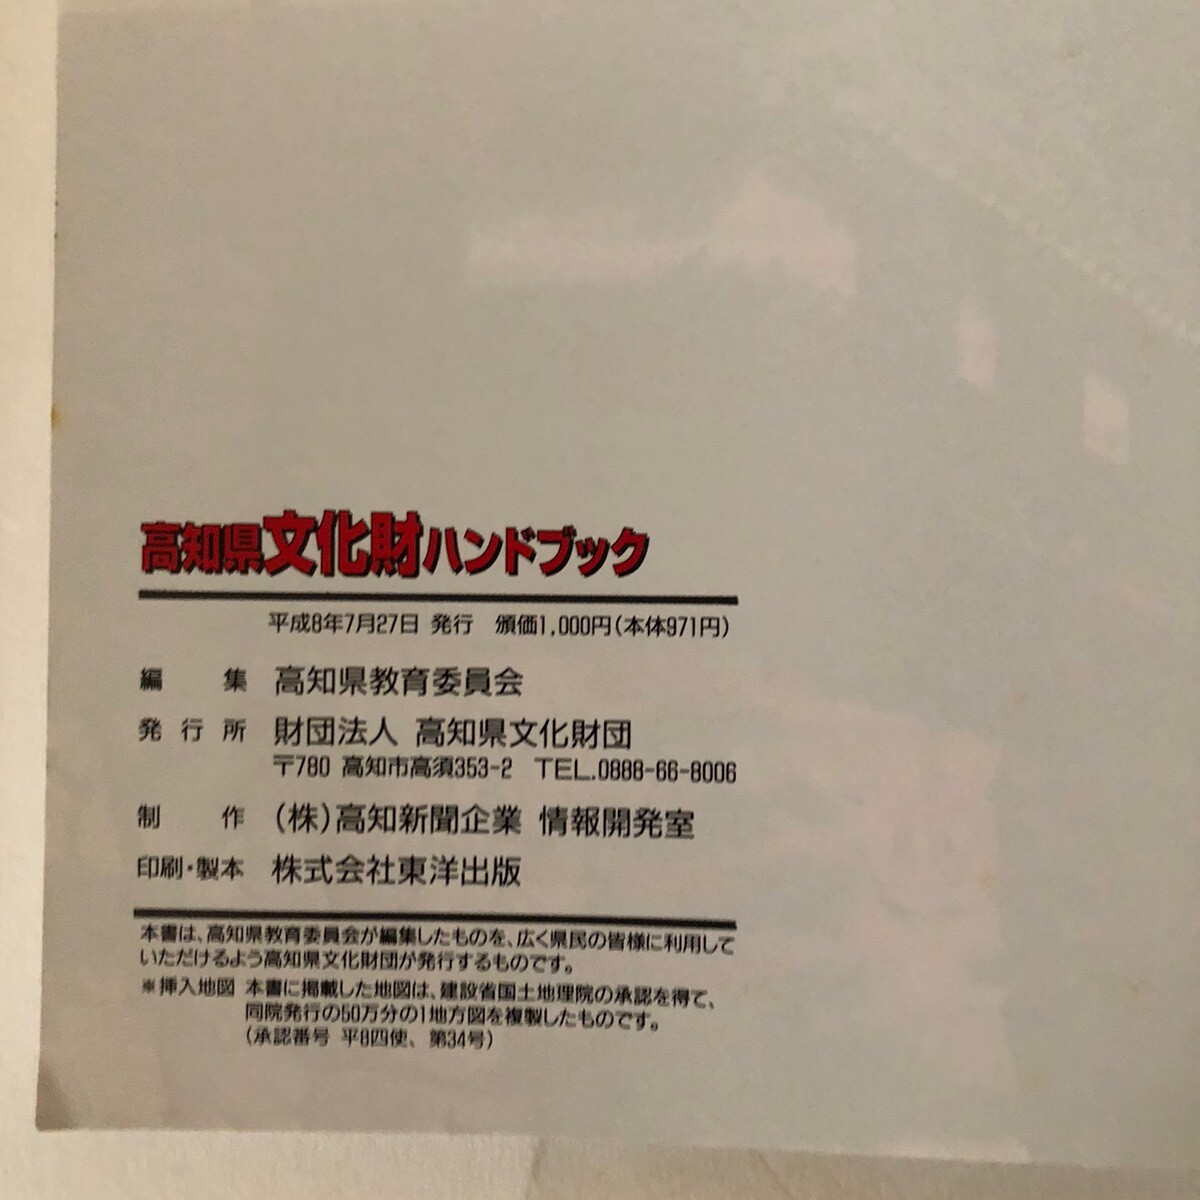 高知県文化財ハンドブック
平成8年7月27日 発行 頒価1,000円(本体971円)
編 集 高知県教育委員会
発行所 財団法人 高知県文化財団
〒780 高知市高須353-2 TEL.0888-66-8006
制 作 (株)高知新聞企業 情報開発室
印刷・製本 株式会社東洋出版
本書は、高知県教育委員会が編集したものを、広く県民の皆様に利用して
いただけるよう高知県文化財団が発行するものです。
※挿入地図 本書に掲載した地図は、建設省国土地理院の承認を得て、
同院発行の50万分の1地方図を複製したものです。
(承認番号 平8四使、第34号)